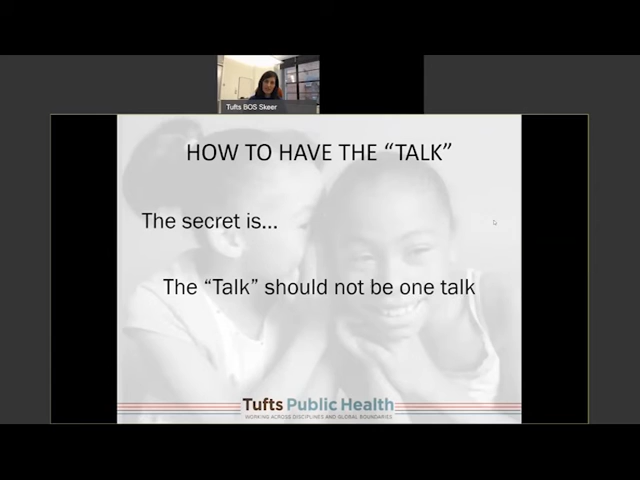 Tufts BOS Skeer
HOW TO HAVE THE “TALK”
The secret is...
The “Talk” should not be one talk
Tufts Public Health
WORKING ACROSS DISCIPLINES AND GLOBAL BOUNDARIES